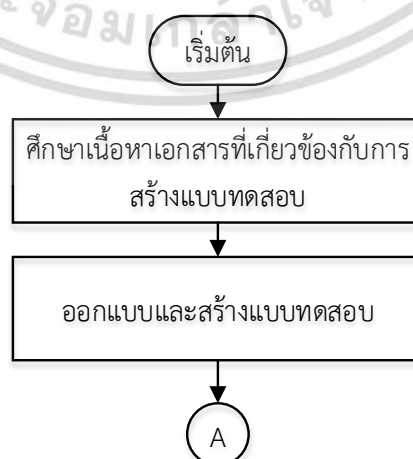 เริ่มต้น
ศึกษาเนื้อหาเอกสารที่เกี่ยวข้องกับการ
สร้างแบบทดสอบ
ออกแบบและสร้างแบบทดสอบ
A